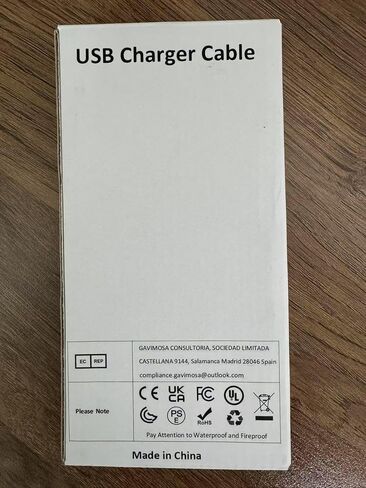 USB Charger Cable
EC REP
GAVIMOSA CONSULTORIA, SOCIEDAD LIMITADA
CASTELLANA 9144, Salamanca Madrid 28046 Spain
compliance.gavimosa@outlook.com
Please Note
CE UK CA FC UL
PS E RoHS
Pay Attention to Waterproof and Fireproof
Made in China